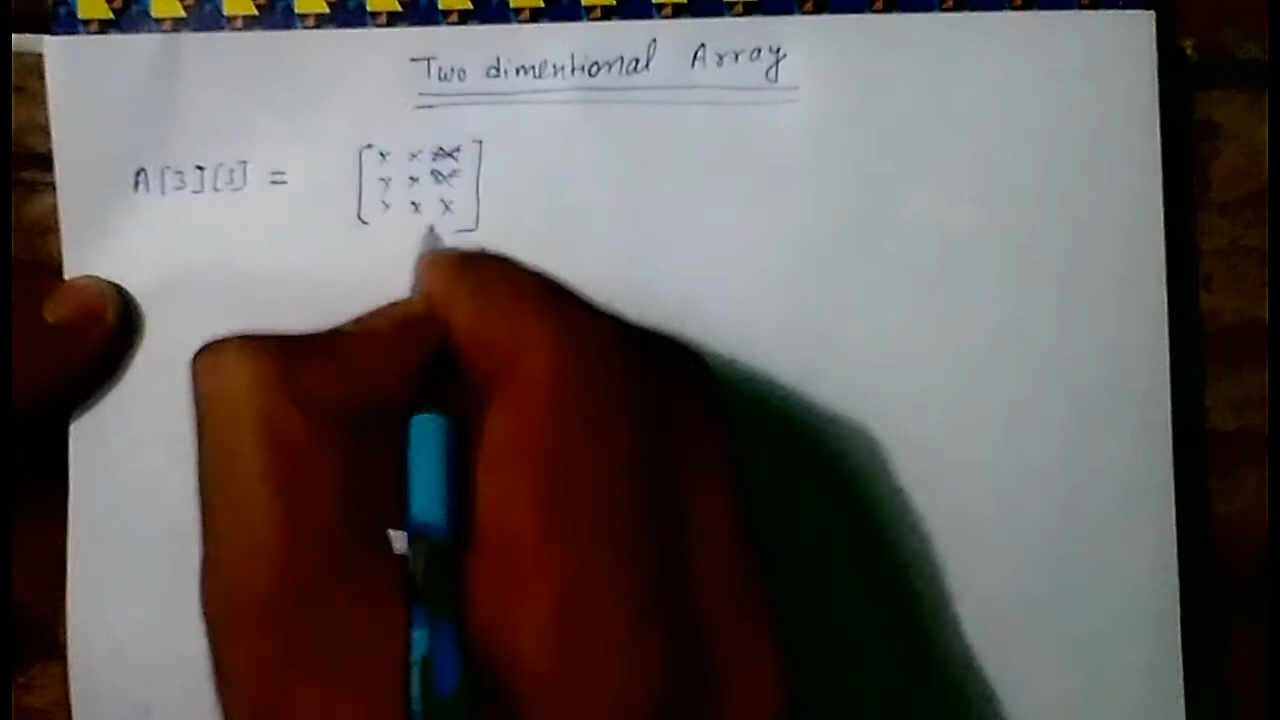 Two dimentional Array
A[3][3] =
x x
x x
x x x